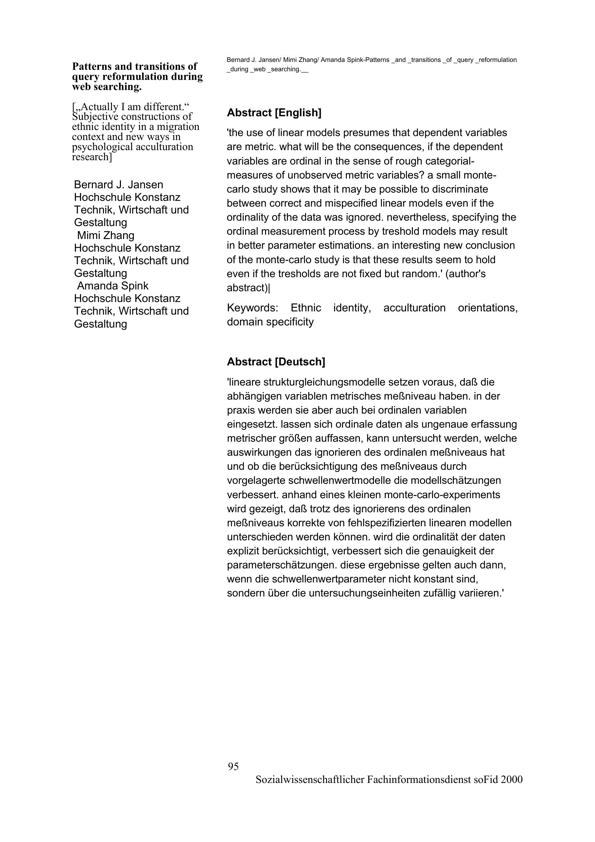 Patterns and transitions of
query reformulation during
web searching.
[„Actually I am different.“
Subjective constructions of
ethnic identity in a migration
context and new ways in
psychological acculturation
research]
Bernard J. Jansen
Hochschule Konstanz
Technik, Wirtschaft und
Gestaltung
Mimi Zhang
Hochschule Konstanz
Technik, Wirtschaft und
Gestaltung
Amanda Spink
Hochschule Konstanz
Technik, Wirtschaft und
Gestaltung
Bernard J. Jansen/ Mimi Zhang/ Amanda Spink-Patterns _and _transitions _of _query _reformulation
_during _web _searching.__
Abstract [English]
'the use of linear models presumes that dependent variables
are metric. what will be the consequences, if the dependent
variables are ordinal in the sense of rough categorial-
measures of unobserved metric variables? a small monte-
carlo study shows that it may be possible to discriminate
between correct and mispecified linear models even if the
ordinality of the data was ignored. nevertheless, specifying the
ordinal measurement process by treshold models may result
in better parameter estimations. an interesting new conclusion
of the monte-carlo study is that these results seem to hold
even if the tresholds are not fixed but random.' (author's
abstract)|
Keywords: Ethnic identity, acculturation orientations,
domain specificity
Abstract [Deutsch]
'lineare strukturgleichungsmodelle setzen voraus, daß die
abhängigen variablen metrisches meßniveau haben. in der
praxis werden sie aber auch bei ordinalen variablen
eingesetzt. lassen sich ordinale daten als ungenaue erfassung
metrischer größen auffassen, kann untersucht werden, welche
auswirkungen das ignorieren des ordinalen meßniveaus hat
und ob die berücksichtigung des meßniveaus durch
vorgelagerte schwellenwertmodelle die modellschätzungen
verbessert. anhand eines kleinen monte-carlo-experiments
wird gezeigt, daß trotz des ignorierens des ordinalen
meßniveaus korrekte von fehlspezifizierten linearen modellen
unterschieden werden können. wird die ordinalität der daten
explizit berücksichtigt, verbessert sich die genauigkeit der
parameterschätzungen. diese ergebnisse gelten auch dann,
wenn die schwellenwertparameter nicht konstant sind,
sondern über die untersuchungseinheiten zufällig variieren.'
95
Sozialwissenschaftlicher Fachinformationsdienst soFid 2000